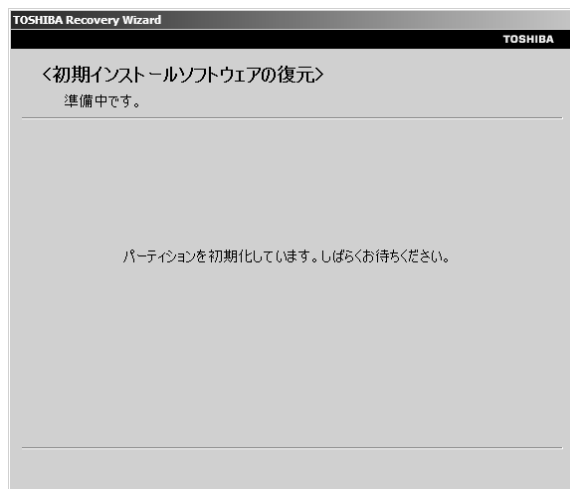 TOSHIBA Recovery Wizard
TOSHIBA
<初期インストールソフトウェアの復元>
準備中です。
パーティションを初期化しています。しばらくお待ちください。